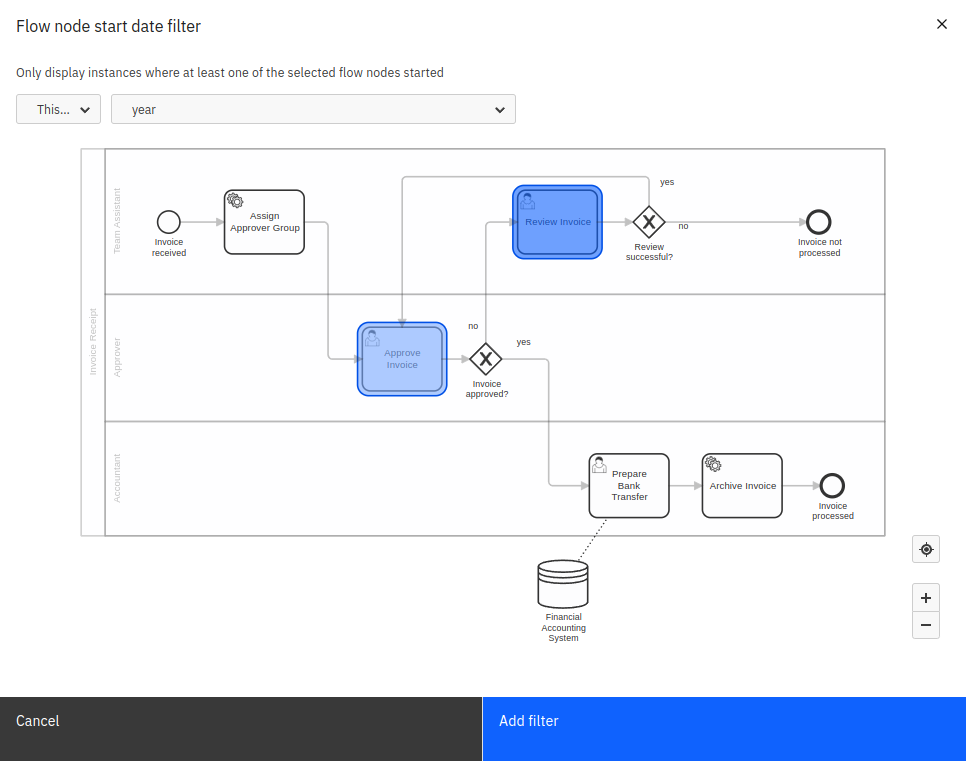 Flow node start date filter
Only display instances where at least one of the selected flow nodes started
This...
year
Invoice Receipt
Team Assistant
Invoice
received
Assign
Approver Group
Review Invoice
yes
no
Review
successful?
Invoice not
processed
Approver
Approve
Invoice
no
yes
Invoice
approved?
Accountant
Prepare
Bank
Transfer
Archive Invoice
Invoice
processed
Financial
Accounting
System
Cancel
Add filter